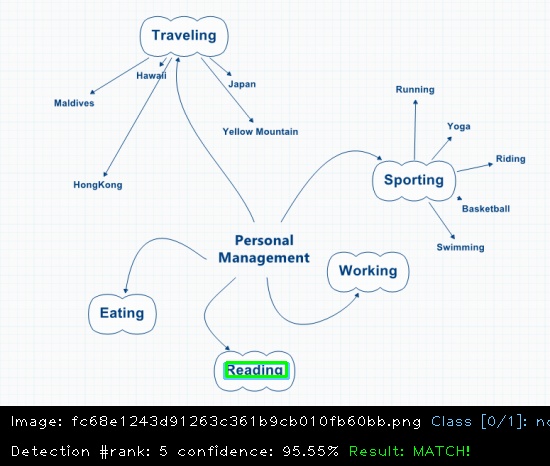 Traveling
Hawaii
Japan
Maldives
Yellow Mountain
HongKong
Running
Yoga
Riding
Sporting
Basketball
Swimming
Personal
Management
Working
Eating
Reading
Image: fc68e1243d91263c361b9cb010fb60bb.png Class [0/1]:
Detection #rank: 5 confidence: 95.55% Result: MATCH!